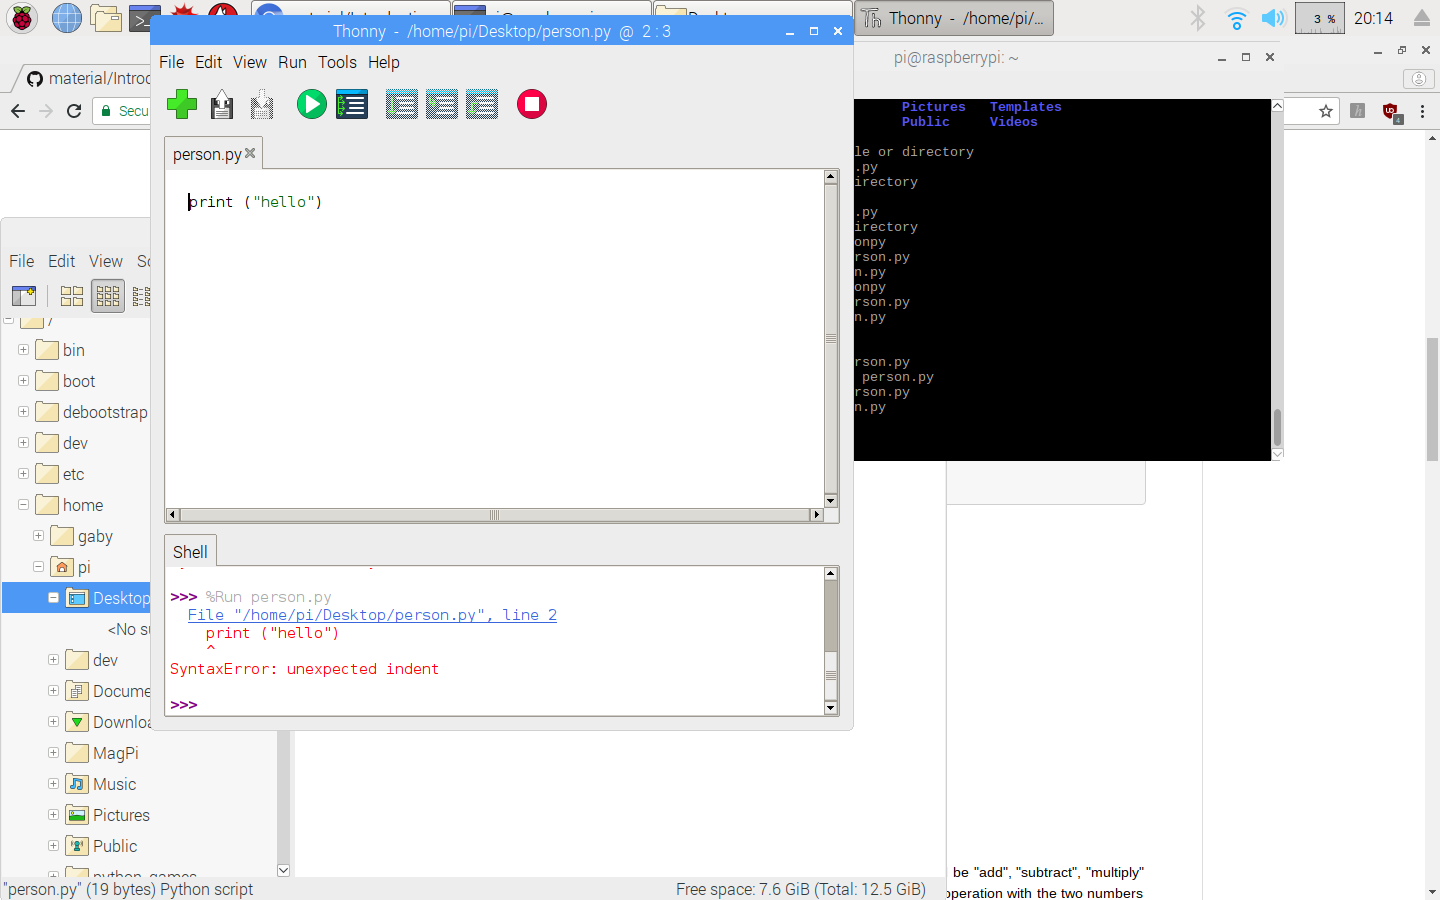 Thonny - /home/pi/...
3 %
20:14
Thonny - /home/pi/Desktop/person.py @ 2 : 3
File Edit View Run Tools Help
person.py
print ("hello")
Shell
>>> %Run person.py
File "/home/pi/Desktop/person.py", line 2
print ("hello")
^
SyntaxError: unexpected indent
>>>
pi@raspberrypi: ~
Pictures Templates
Public Videos
le or directory
.py
irectory
.py
irectory
onpy
rson.py
n.py
onpy
rson.py
n.py
rson.py
person.py
rson.py
n.py
material/Introd
Secu
4
File Edit View
/
bin
boot
debootstrap
dev
etc
home
gaby
pi
Desktop
<No su
dev
Docume
Downloa
MagPi
Music
Pictures
Public
python_games
"person.py" (19 bytes) Python script
Free space: 7.6 GiB (Total: 12.5 GiB)
be "add", "subtract", "multiply"
operation with the two numbers